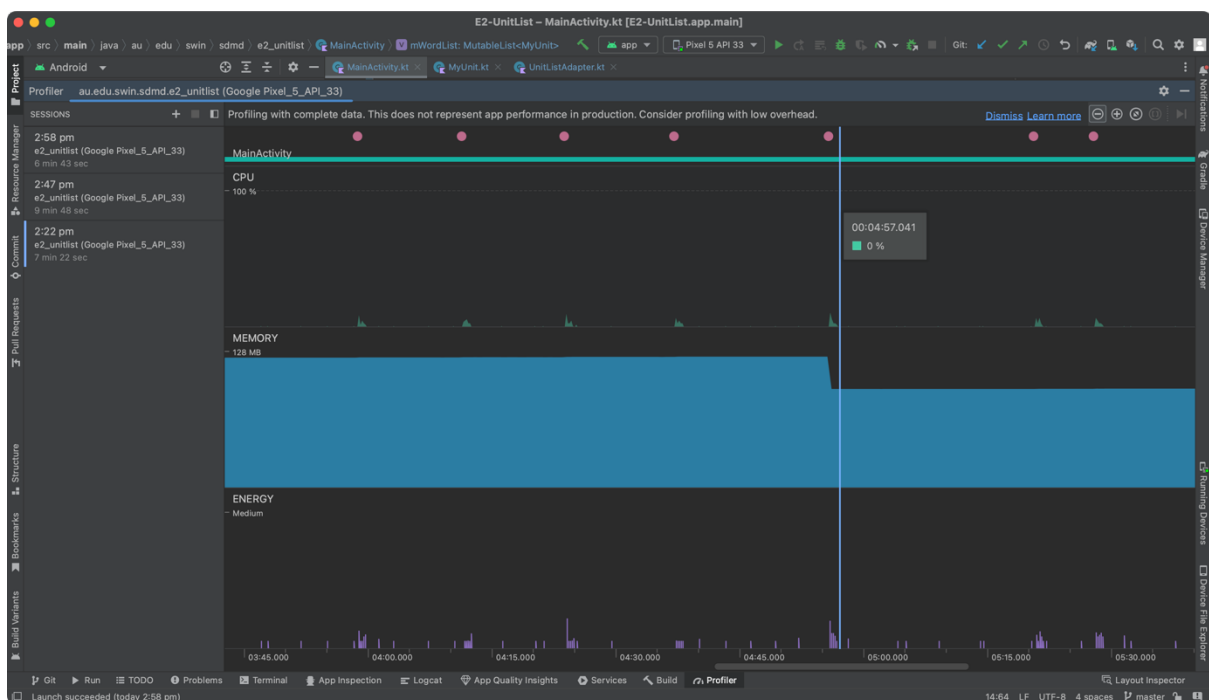 E2-UnitList – MainActivity.kt [E2-UnitList.app.main]
app src main java au edu swin sdmd e2_unitlist MainActivity mWordList: MutableList<MyUnit> app Pixel 5 API 33 Git:
Project
Android MainActivity.kt MyUnit.kt UnitListAdapter.kt
Profiler au.edu.swin.sdmd.e2_unitlist (Google Pixel_5_API_33)
SESSIONS
Profiling with complete data. This does not represent app performance in production. Consider profiling with low overhead. Dismiss Learn more
2:58 pm
e2_unitlist (Google Pixel_5_API_33)
6 min 43 sec
2:47 pm
e2_unitlist (Google Pixel_5_API_33)
9 min 48 sec
2:22 pm
e2_unitlist (Google Pixel_5_API_33)
7 min 22 sec
MainActivity
CPU
100 %
00:04:57.041
0 %
MEMORY
128 MB
ENERGY
Medium
03:45.000 04:00.000 04:15.000 04:30.000 04:45.000 05:00.000 05:15.000 05:30.000
Resource Manager
Commit
Pull Requests
Structure
Bookmarks
Build Variants
Notifications
Gradle
Device Manager
Running Devices
Device File Explorer
Git Run TODO Problems Terminal App Inspection Logcat App Quality Insights Services Build Profiler Layout Inspector
Launch succeeded (today 2:58 pm) 14:64 LF UTF-8 4 spaces master